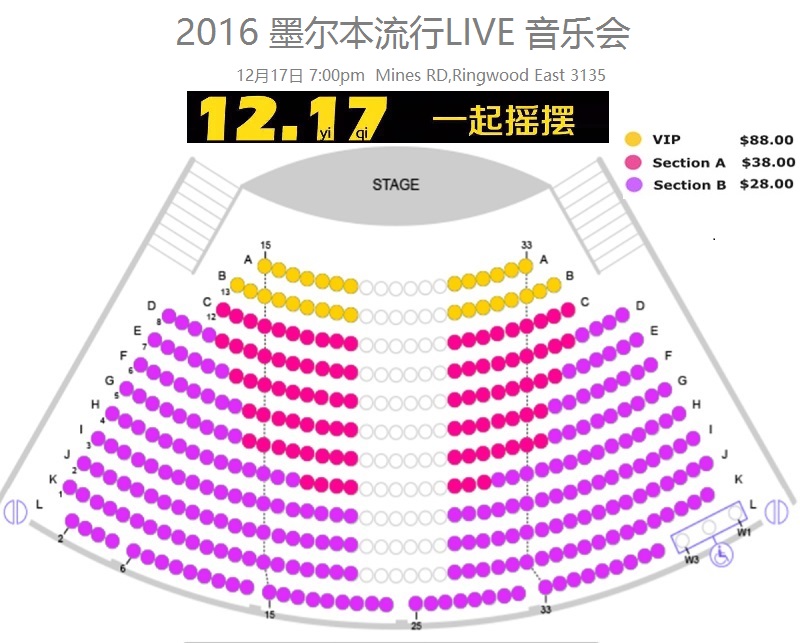 2016 墨尔本流行LIVE 音乐会
12月17日 7:00pm Mines RD,Ringwood East 3135
12.17 一起摇摆
yi qi
VIP $88.00
Section A $38.00
Section B $28.00
STAGE
15 33
A A
B B
13
C C
12
D D
8
E E
7
F F
6
G G
5
H H
4
I I
3
J J
2
K K
1
L L
2
6
15
25
33
W3
W1